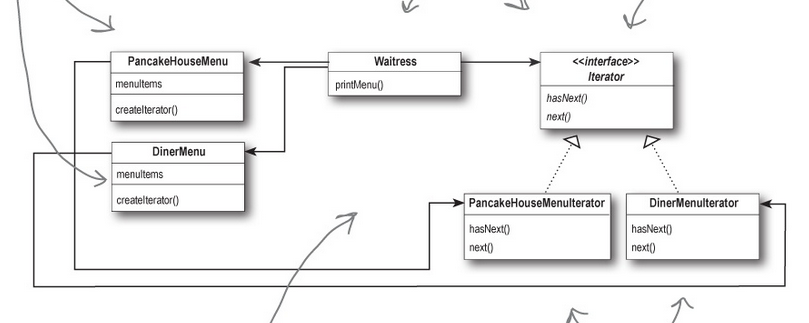 PancakeHouseMenu
menuItems
createIterator()
Waitress
printMenu()
<<interface>>
Iterator
hasNext()
next()
DinerMenu
menuItems
createIterator()
PancakeHouseMenuIterator
hasNext()
next()
DinerMenuIterator
hasNext()
next()